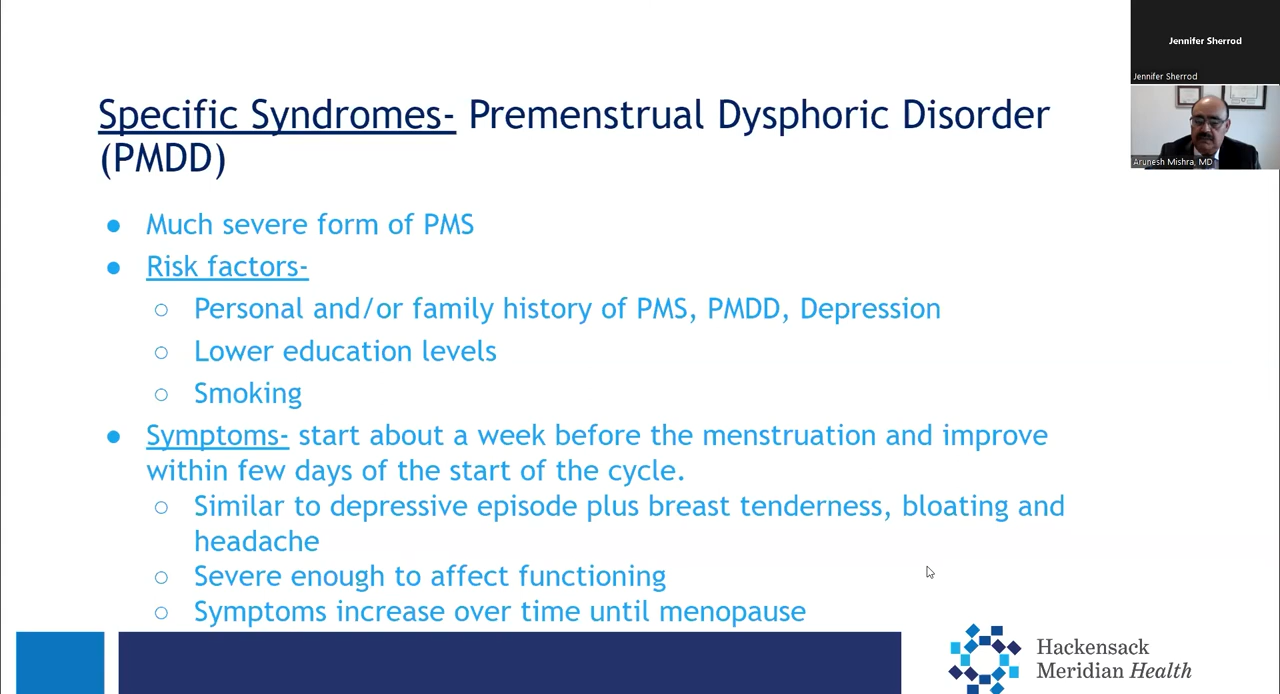 Specific Syndromes- Premenstrual Dysphoric Disorder
(PMDD)
● Much severe form of PMS
● Risk factors-
○ Personal and/or family history of PMS, PMDD, Depression
○ Lower education levels
○ Smoking
● Symptoms- start about a week before the menstruation and improve
within few days of the start of the cycle.
○ Similar to depressive episode plus breast tenderness, bloating and
headache
○ Severe enough to affect functioning
○ Symptoms increase over time until menopause
Hackensack
Meridian Health
Jennifer Sherrod
Jennifer Sherrod
Arunesh Mishra, MD